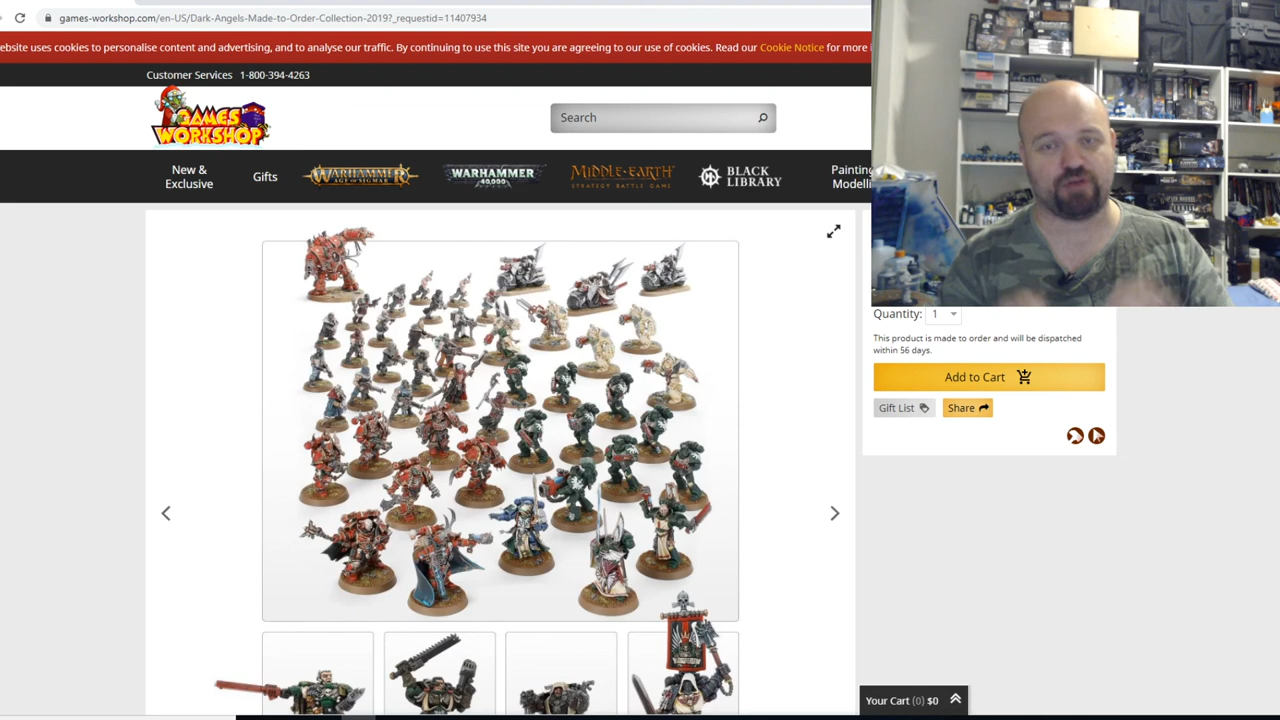 games-workshop.com/en-US/Dark-Angels-Made-to-Order-Collection-2019?_requestid=11407934
ebsite uses cookies to personalise content and advertising, and to analyse our traffic. By continuing to use this site you are agreeing to our use of cookies. Read our Cookie Notice for more i
Customer Services 1-800-394-4263
GAMES
WORKSHOP
Search
New &
Exclusive
Gifts
WARHAMMER
AGE OF SIGMAR
WARHAMMER
40,000
MIDDLE-EARTH
STRATEGY BATTLE GAME
BLACK
LIBRARY
Painting
Modelli
Quantity: 1
This product is made to order and will be dispatched
within 56 days.
Add to Cart
Gift List
Share
Your Cart (0) $0